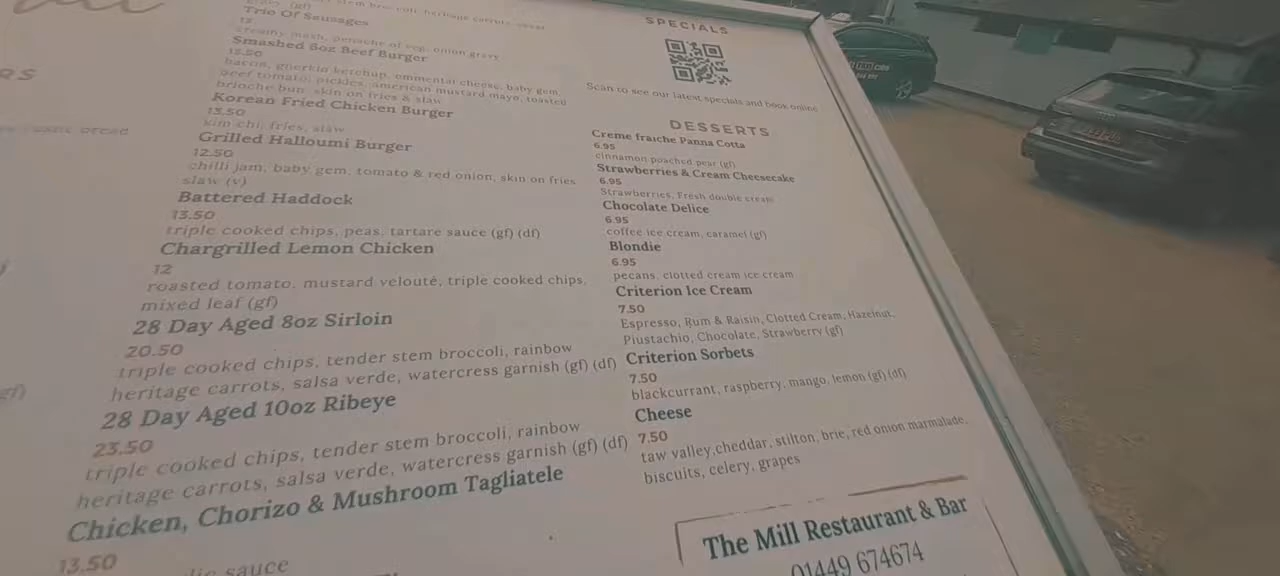 Trio Of Sausages
creamy mash, penache of veg, onion gravy
Smashed 8oz Beef Burger
13.50
bacon, guerkin ketchup, emmental cheese, baby gem,
beef tomato, pickles, american mustard mayo, toasted
brioche bun, skin on fries & slaw
Korean Fried Chicken Burger
13.50
kim chi, fries, slaw
Grilled Halloumi Burger
12.50
chilli jam, baby gem, tomato & red onion, skin on fries
slaw (v)
Battered Haddock
13.50
triple cooked chips, peas, tartare sauce (gf) (df)
Chargrilled Lemon Chicken
12
roasted tomato, mustard velouté, triple cooked chips,
mixed leaf (gf)
28 Day Aged 8oz Sirloin
20.50
triple cooked chips, tender stem broccoli, rainbow
heritage carrots, salsa verde, watercress garnish (gf) (df)
28 Day Aged 10oz Ribeye
23.50
triple cooked chips, tender stem broccoli, rainbow
heritage carrots, salsa verde, watercress garnish (gf) (df)
Chicken, Chorizo & Mushroom Tagliatele
13.50
sauce
SPECIALS
Scan to see our latest specials and book online
DESSERTS
Creme fraiche Panna Cotta
6.95
cinnamon poached pear (gf)
Strawberries & Cream Cheesecake
6.95
Strawberries, Fresh double cream
Chocolate Delice
6.95
coffee ice cream, caramel (gf)
Blondie
6.95
pecans, clotted cream ice cream
Criterion Ice Cream
7.50
Espresso, Rum & Raisin, Clotted Cream, Hazelnut,
Piustachio, Chocolate, Strawberry (gf)
Criterion Sorbets
7.50
blackcurrant, raspberry, mango, lemon (gf) (df)
Cheese
7.50
taw valley,cheddar, stilton, brie, red onion marmalade,
biscuits, celery, grapes
The Mill Restaurant & Bar
01449 674674